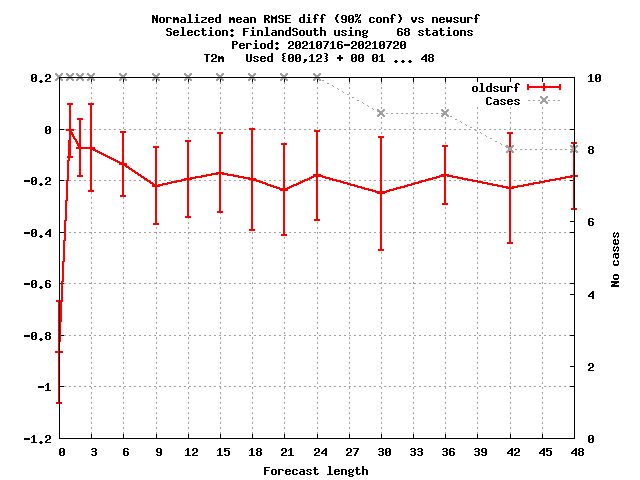 Normalized mean RMSE diff (90% conf) vs newsurf
Selection: FinlandSouth using    68 stations
Period: 20210716-20210720
T2m   Used {00,12} + 00 01 ... 48
oldsurf
Cases
0,2
0
-0,2
-0,4
-0,6
-0,8
-1
-1,2
10
8
6
4
2
0
No cases
0 3 6 9 12 15 18 21 24 27 30 33 36 39 42 45 48
Forecast length